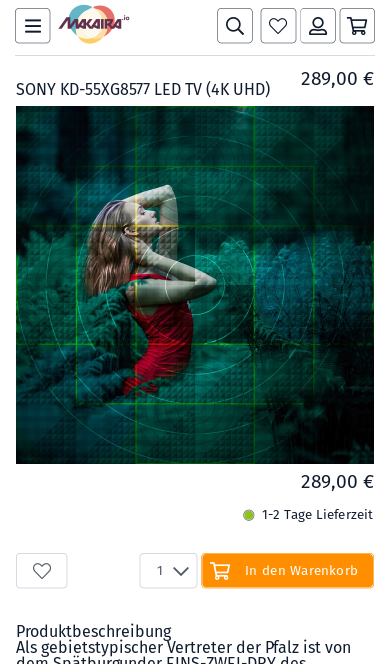 MAKAIRA.io
289,00 €
SONY KD-55XG8577 LED TV (4K UHD)
289,00 €
1-2 Tage Lieferzeit
1
In den Warenkorb
Produktbeschreibung
Als gebietstypischer Vertreter der Pfalz ist von
dem Spätburgunder EINS-ZWEI-DRY des